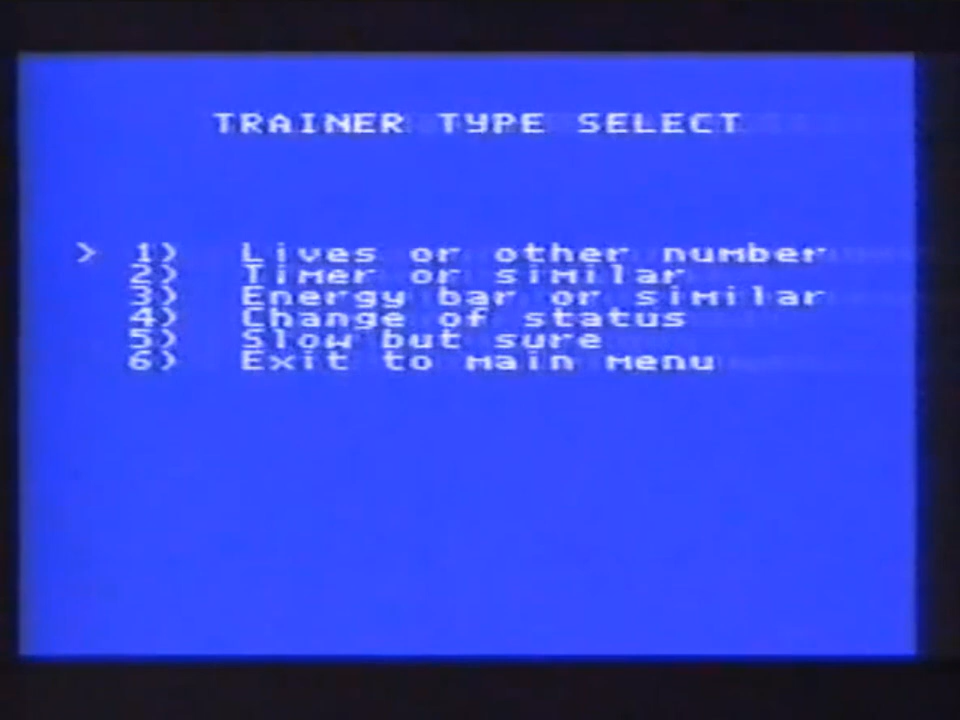 TRAINER TYPE SELECT
> 1) Lives or other number
2) Timer or similar
3) Energy bar or similar
4) Change of status
5) Slow but sure
6) Exit to main menu